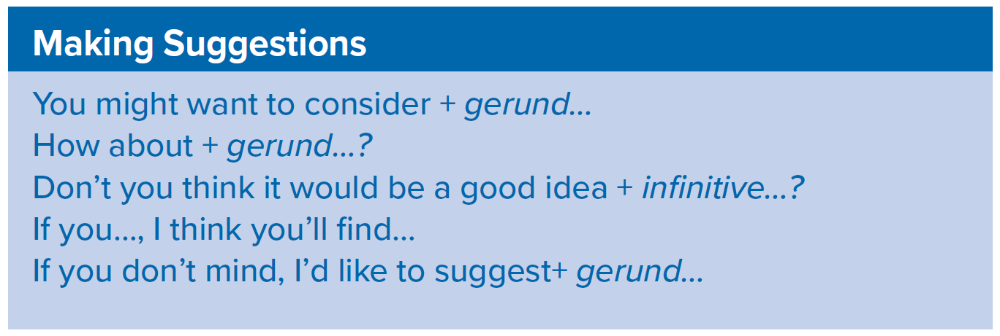 Making Suggestions
You might want to consider + gerund...
How about + gerund...?
Don’t you think it would be a good idea + infinitive...?
If you..., I think you’ll find...
If you don’t mind, I’d like to suggest+ gerund...